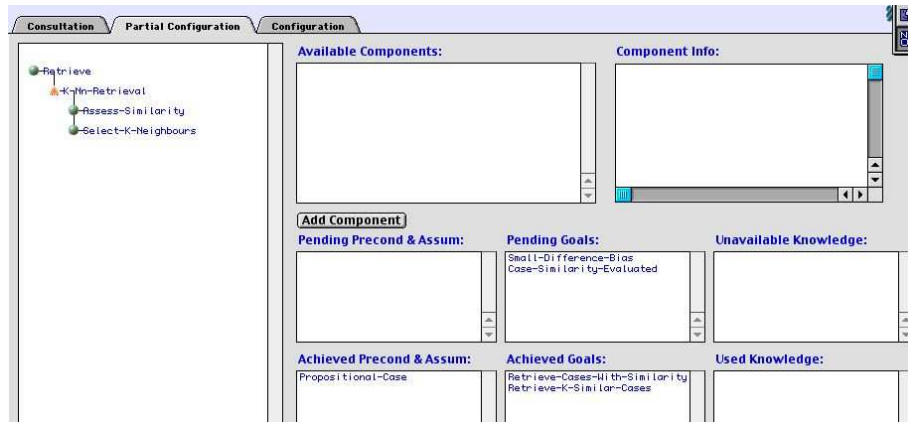 Consultation
Partial Configuration
Configuration
Retrieve
K-Nn-Retrieval
Assess-Similarity
Select-K-Neighbours
Available Components:
Component Info:
Add Component
Pending Precond & Assum:
Pending Goals:
Small-Difference-Bias
Case-Similarity-Evaluated
Unavailable Knowledge:
Achieved Precond & Assum:
Propositional-Case
Achieved Goals:
Retrieve-Cases-With-Similarity
Retrieve-K-Similar-Cases
Used Knowledge: